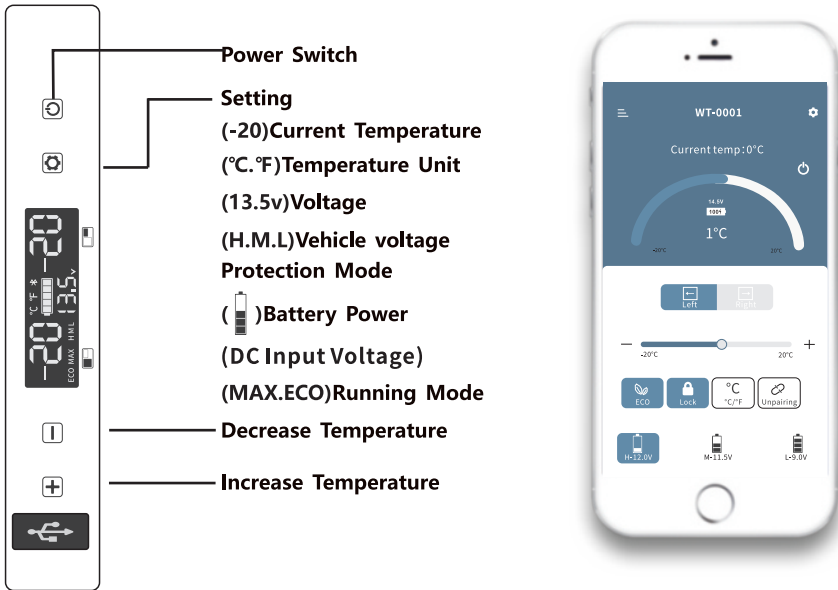 Power Switch
Setting
(-20)Current Temperature
(°C.°F)Temperature Unit
(13.5v)Voltage
(H.M.L)Vehicle voltage
Protection Mode
( )Battery Power
(DC Input Voltage)
(MAX.ECO)Running Mode
Decrease Temperature
Increase Temperature
-20 -20
°C °F 13.5v
ECO MAX H M L
WT-0001
Current temp:0°C
14.5V
1°C
-20°C 20°C
Left Right
-20°C 20°C
ECO Lock °C °C/°F Unpairing
H-12.0V M-11.5V L-9.0V